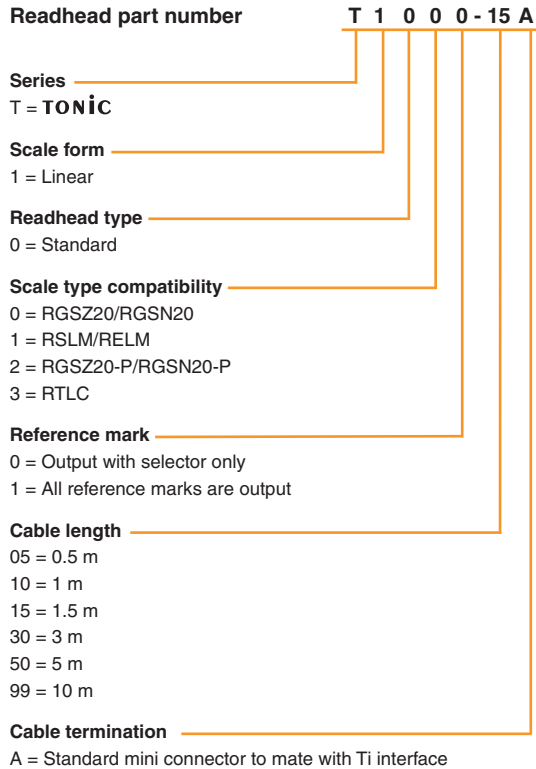 Readhead part number T 1 0 0 0 - 15 A
Series
T = TONiC
Scale form
1 = Linear
Readhead type
0 = Standard
Scale type compatibility
0 = RGSZ20/RGSN20
1 = RSLM/RELM
2 = RGSZ20-P/RGSN20-P
3 = RTLC
Reference mark
0 = Output with selector only
1 = All reference marks are output
Cable length
05 = 0.5 m
10 = 1 m
15 = 1.5 m
30 = 3 m
50 = 5 m
99 = 10 m
Cable termination
A = Standard mini connector to mate with Ti interface